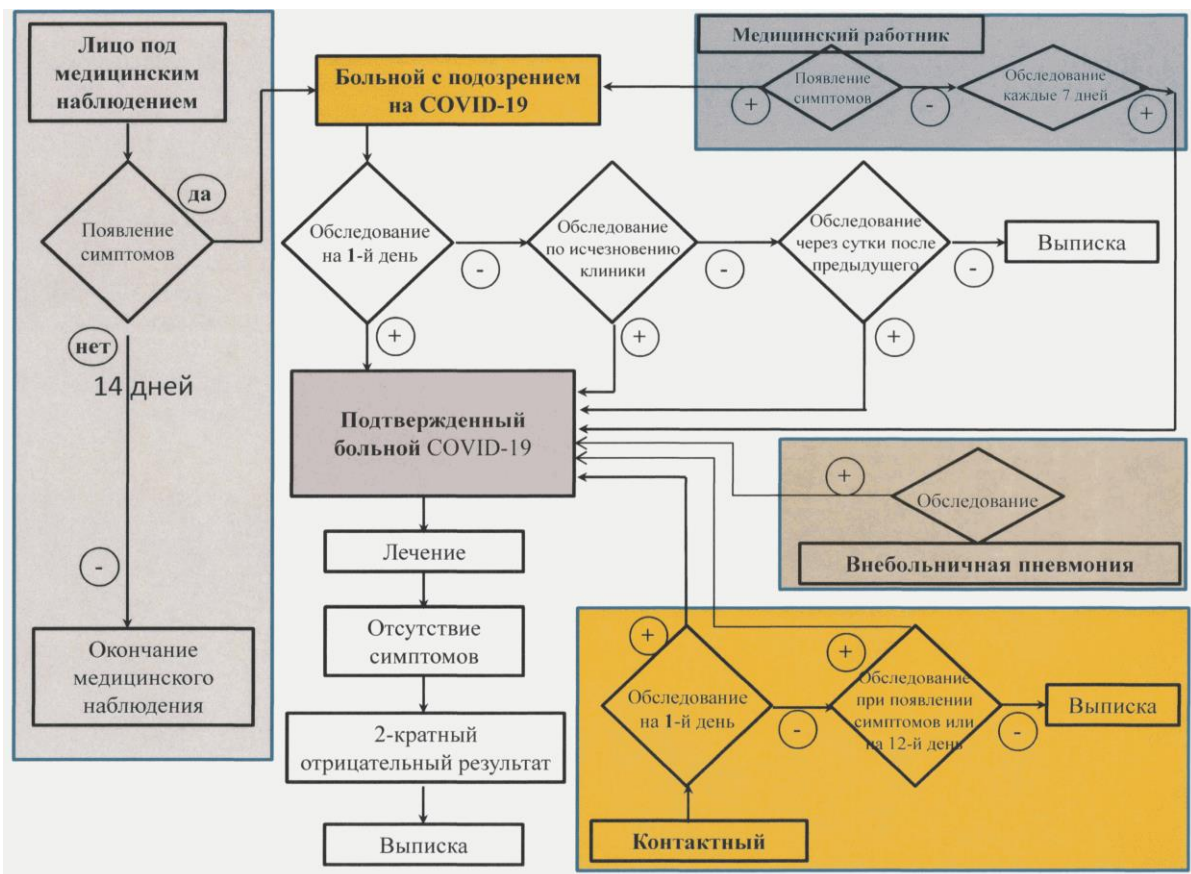 Лицо под
медицинским
наблюдением
Появление
симптомов
да
нет
14 дней
-
Окончание
медицинского
наблюдения
Больной с подозрением
на COVID-19
Медицинский работник
Появление
симптомов
+
-
Обследование
каждые 7 дней
+
Обследование
на 1-й день
-
+
Обследование
по исчезновению
клиники
-
+
Обследование
через сутки после
предыдущего
-
+
Выписка
Подтвержденный
больной COVID-19
Лечение
Отсутствие
симптомов
2-кратный
отрицательный результат
Выписка
+
Обследование
Внебольничная пневмония
+
Обследование
на 1-й день
-
+
Обследование
при появлении
симптомов или
на 12-й день
-
Выписка
Контактный